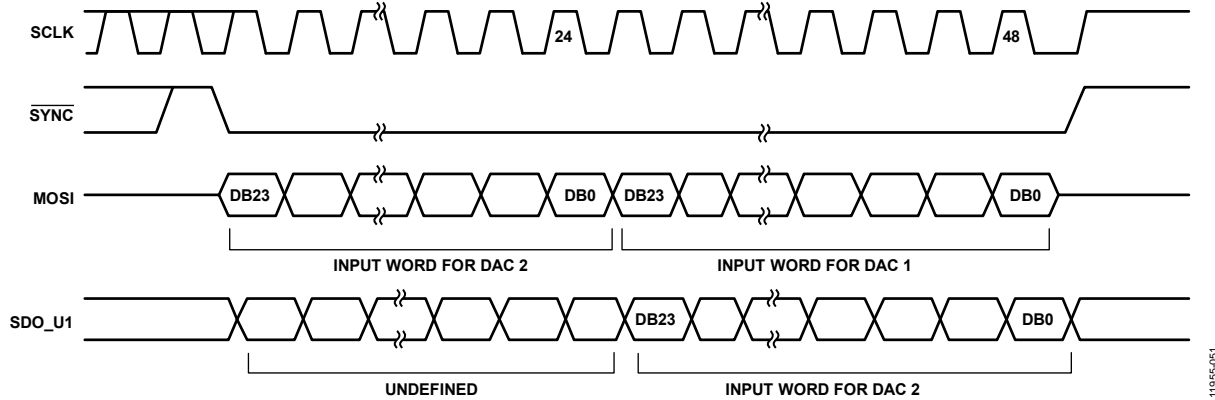 SCLK
24
48
SYNC
MOSI
DB23
DB0
DB23
DB0
INPUT WORD FOR DAC 2
INPUT WORD FOR DAC 1
SDO_U1
DB23
DB0
UNDEFINED
INPUT WORD FOR DAC 2
11955-051